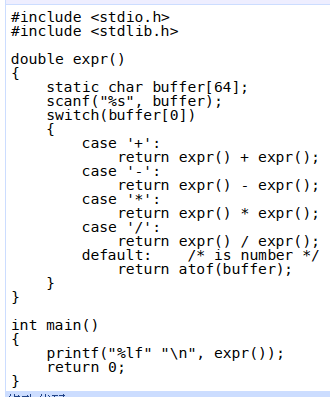 #include <stdio.h>
#include <stdlib.h>

double expr()
{
    static char buffer[64];
    scanf("%s", buffer);
    switch(buffer[0])
    {
        case '+':
            return expr() + expr();
        case '-':
            return expr() - expr();
        case '*':
            return expr() * expr();
        case '/':
            return expr() / expr();
        default:    /* is number */
            return atof(buffer);
    }
}

int main()
{
    printf("%lf" "\n", expr());
    return 0;
}